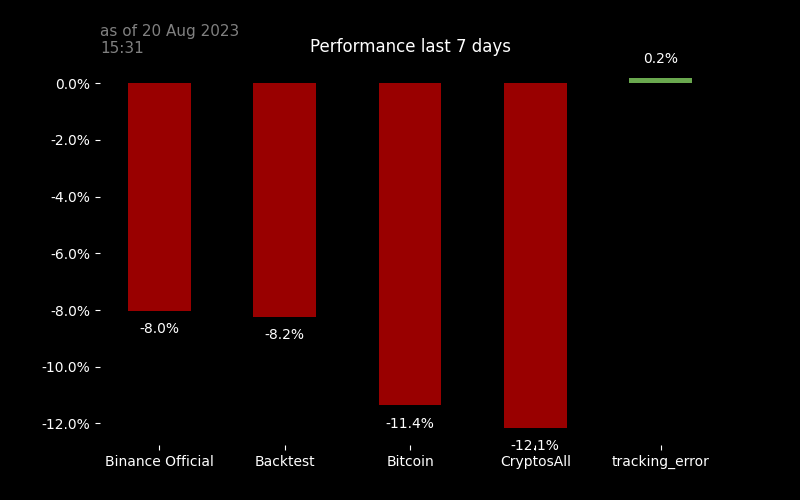 as of 20 Aug 2023
15:31
Performance last 7 days
0.2%
0.0%
-2.0%
-4.0%
-6.0%
-8.0%
-10.0%
-12.0%
-8.0%
-8.2%
-11.4%
-12.1%
Binance Official
Backtest
Bitcoin
CryptosAll
tracking_error